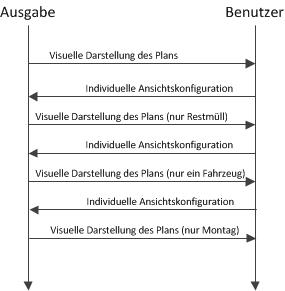 Ausgabe
Benutzer
Visuelle Darstellung des Plans
Individuelle Ansichtskonfiguration
Visuelle Darstellung des Plans (nur Restmüll)
Individuelle Ansichtskonfiguration
Visuelle Darstellung des Plans (nur ein Fahrzeug)
Individuelle Ansichtskonfiguration
Visuelle Darstellung des Plans (nur Montag)